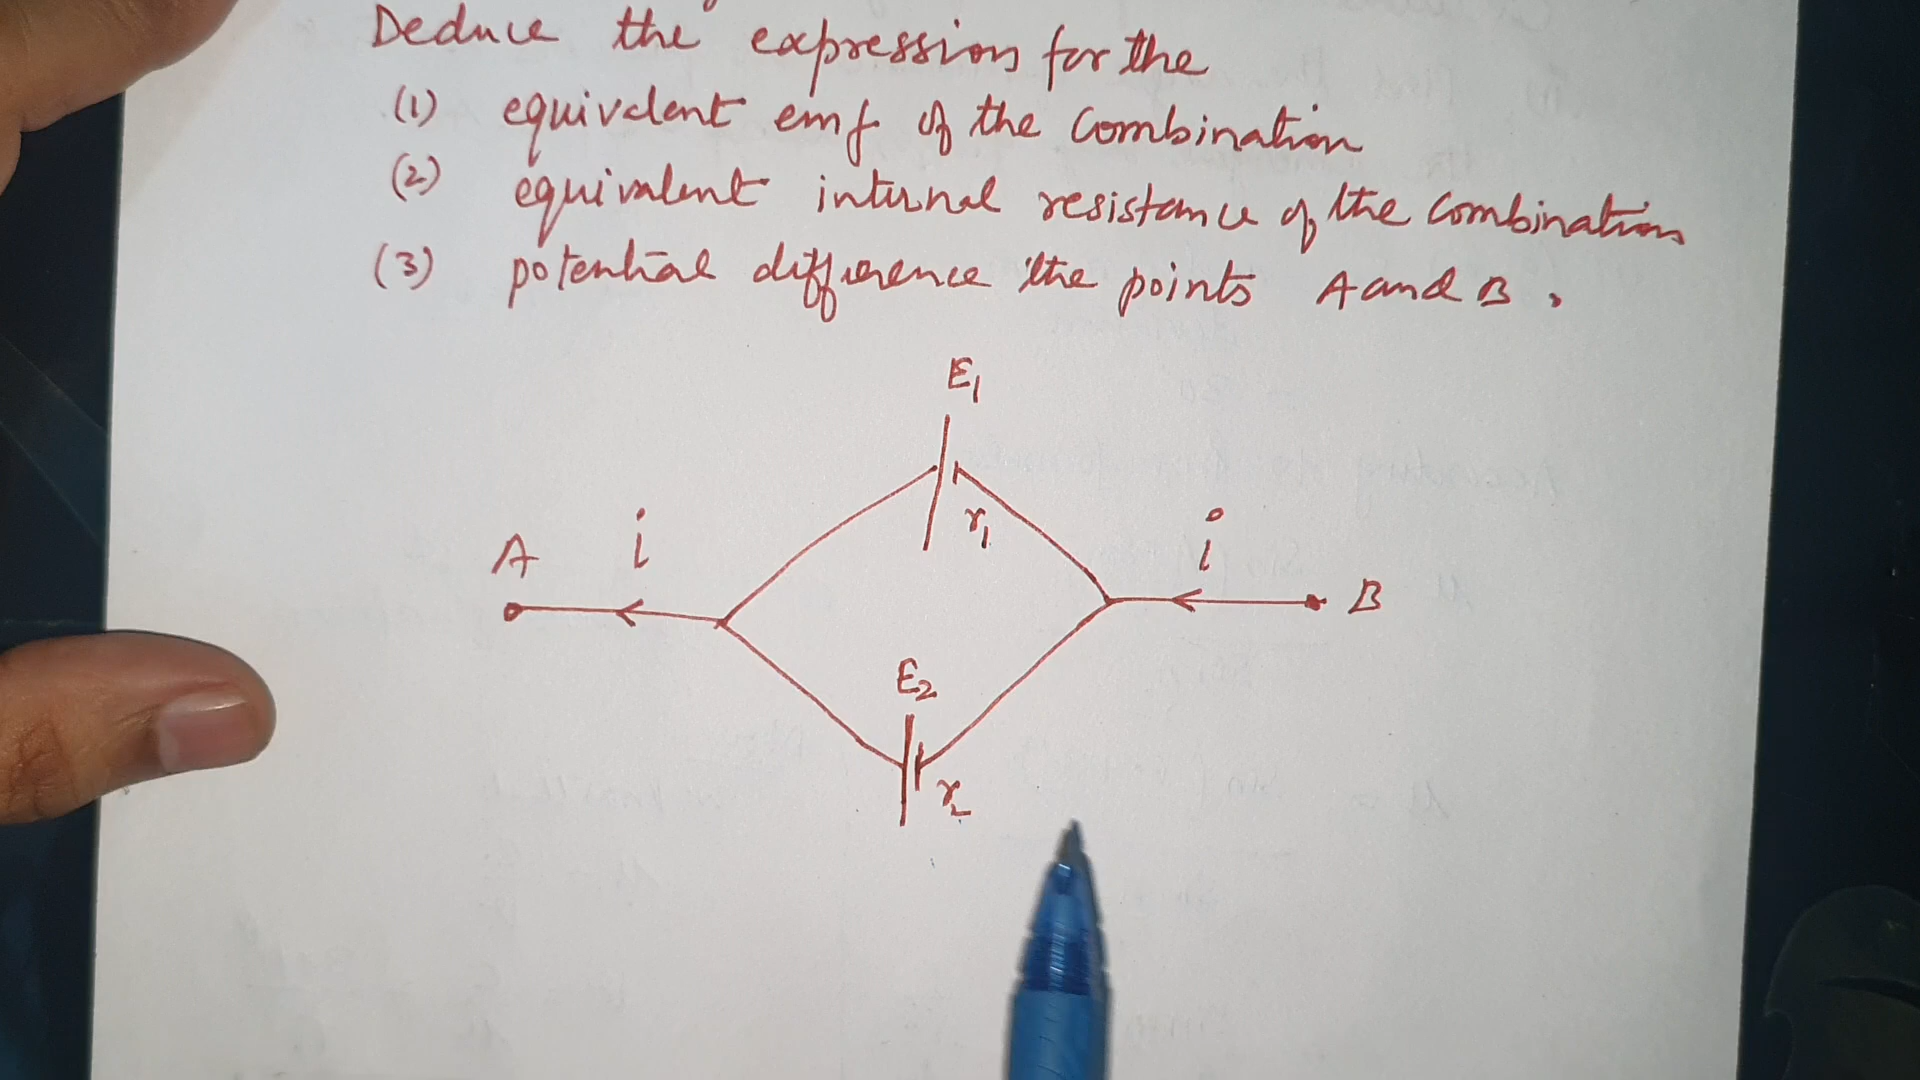 Deduce the expression for the
(1) equivalent emf of the combination
(2) equivalent internal resistance of the combination
(3) potential difference the points A and B.
E1
r1
A
i
i
B
E2
r2